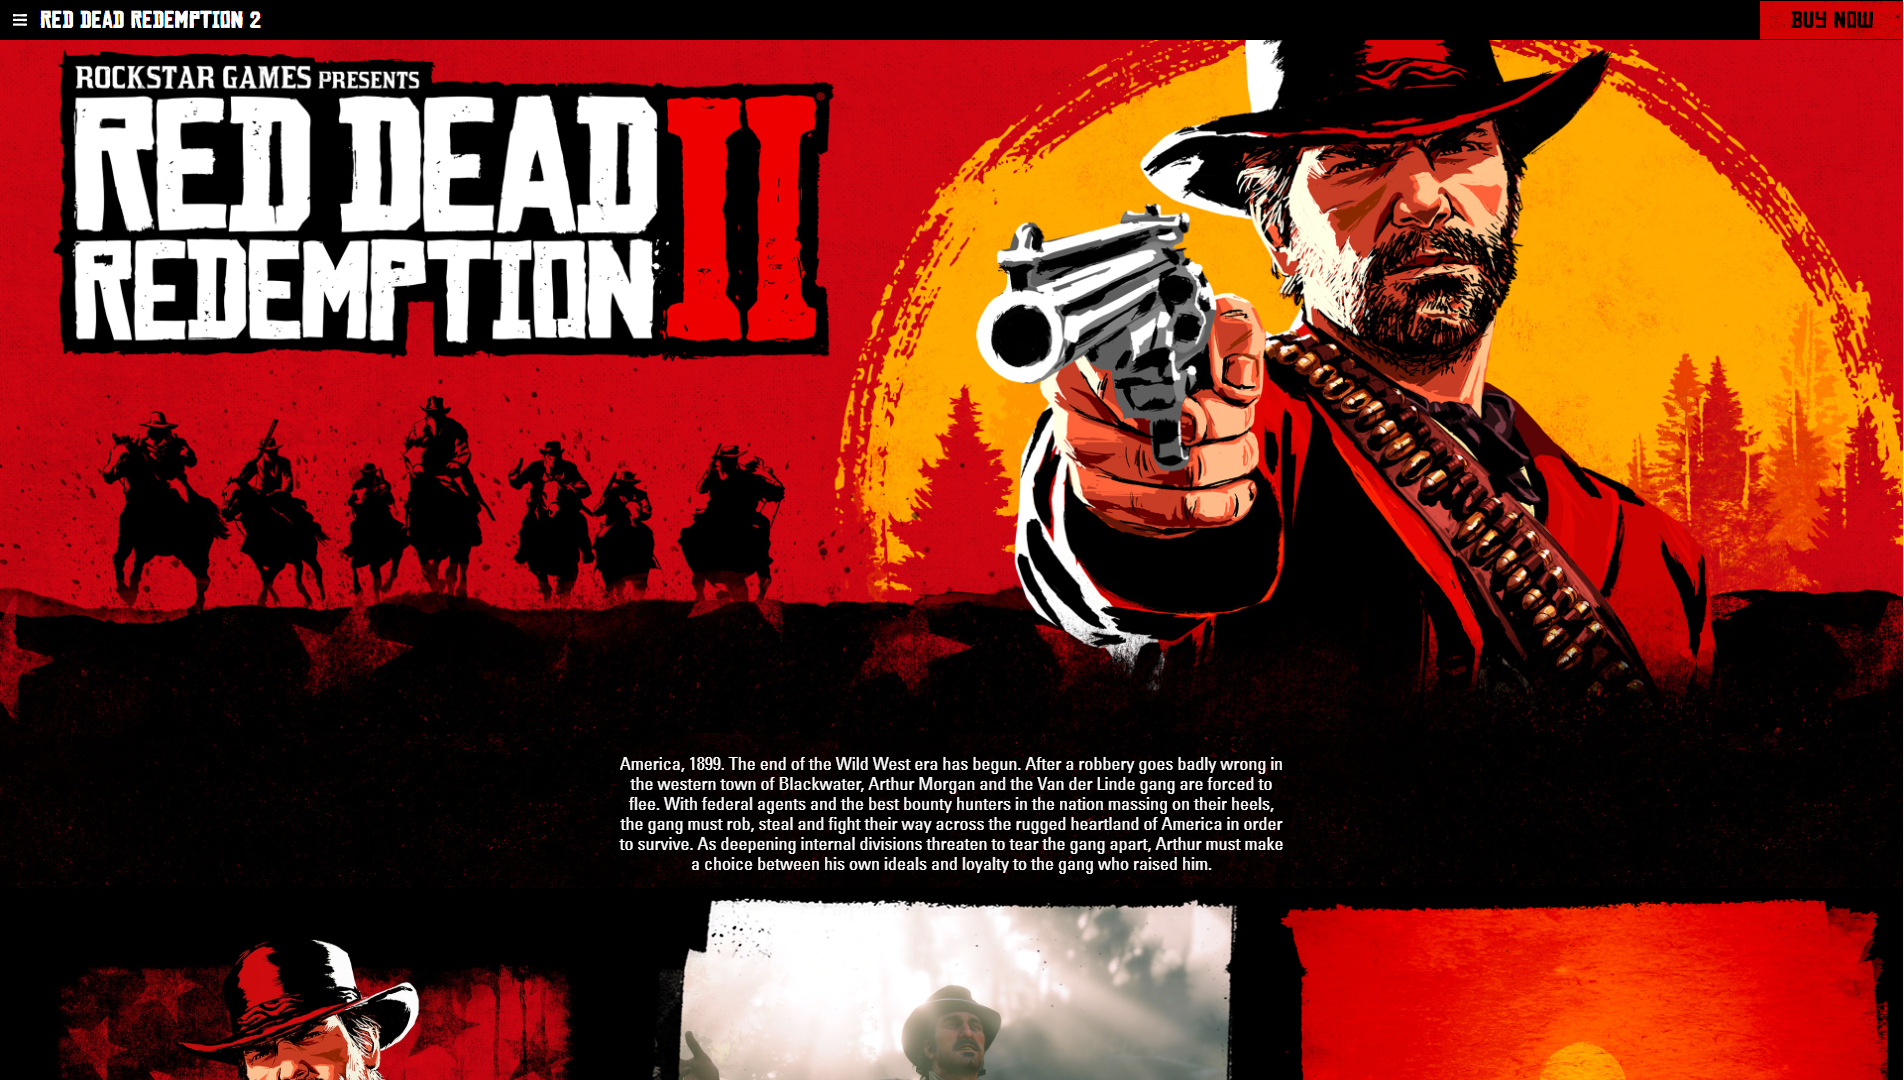 RED DEAD REDEMPTION 2
BUY NOW
ROCKSTAR GAMES PRESENTS
RED DEAD
REDEMPTION II
®
America, 1899. The end of the Wild West era has begun. After a robbery goes badly wrong in
the western town of Blackwater, Arthur Morgan and the Van der Linde gang are forced to
flee. With federal agents and the best bounty hunters in the nation massing on their heels,
the gang must rob, steal and fight their way across the rugged heartland of America in order
to survive. As deepening internal divisions threaten to tear the gang apart, Arthur must make
a choice between his own ideals and loyalty to the gang who raised him.